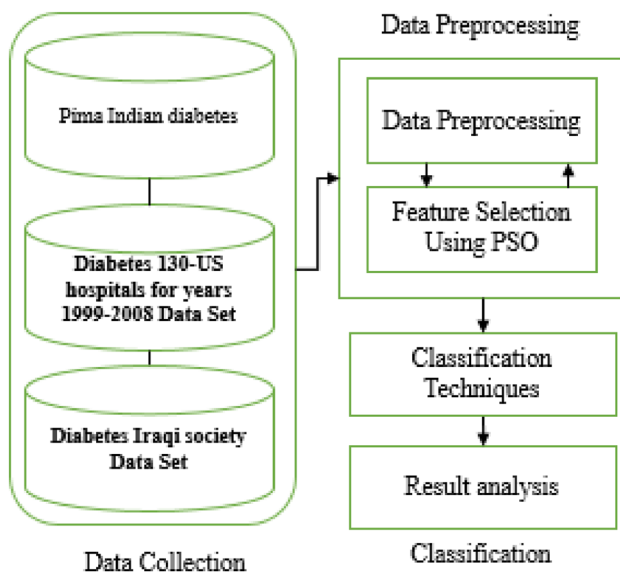 Pima Indian diabetes
Diabetes 130-US
hospitals for years
1999-2008 Data Set
Diabetes Iraqi society
Data Set
Data Collection
Data Preprocessing
Data Preprocessing
Feature Selection
Using PSO
Classification
Techniques
Result analysis
Classification